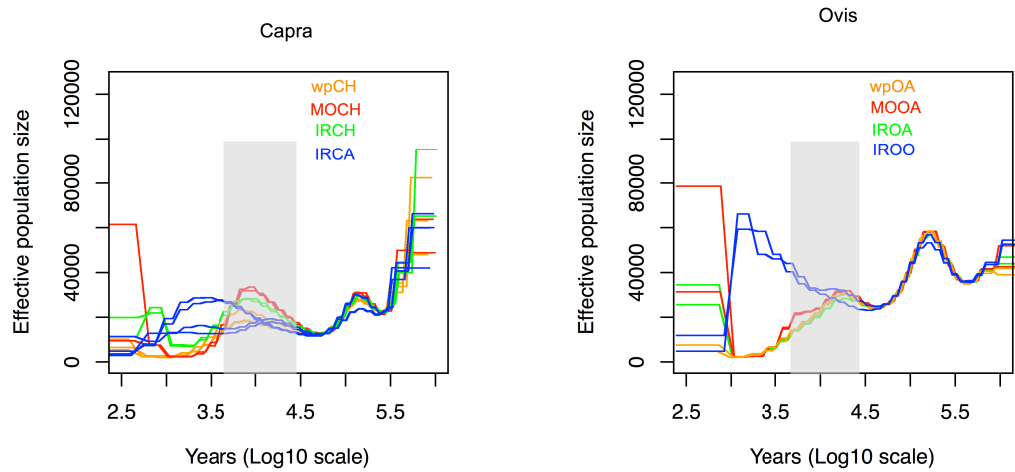 Capra
Effective population size
0
40000
80000
120000
wpCH
MOCH
IRCH
IRCA
2.5 3.5 4.5 5.5
Years (Log10 scale)
Ovis
Effective population size
0
40000
80000
120000
wpOA
MOOA
IROA
IROO
2.5 3.5 4.5 5.5
Years (Log10 scale)